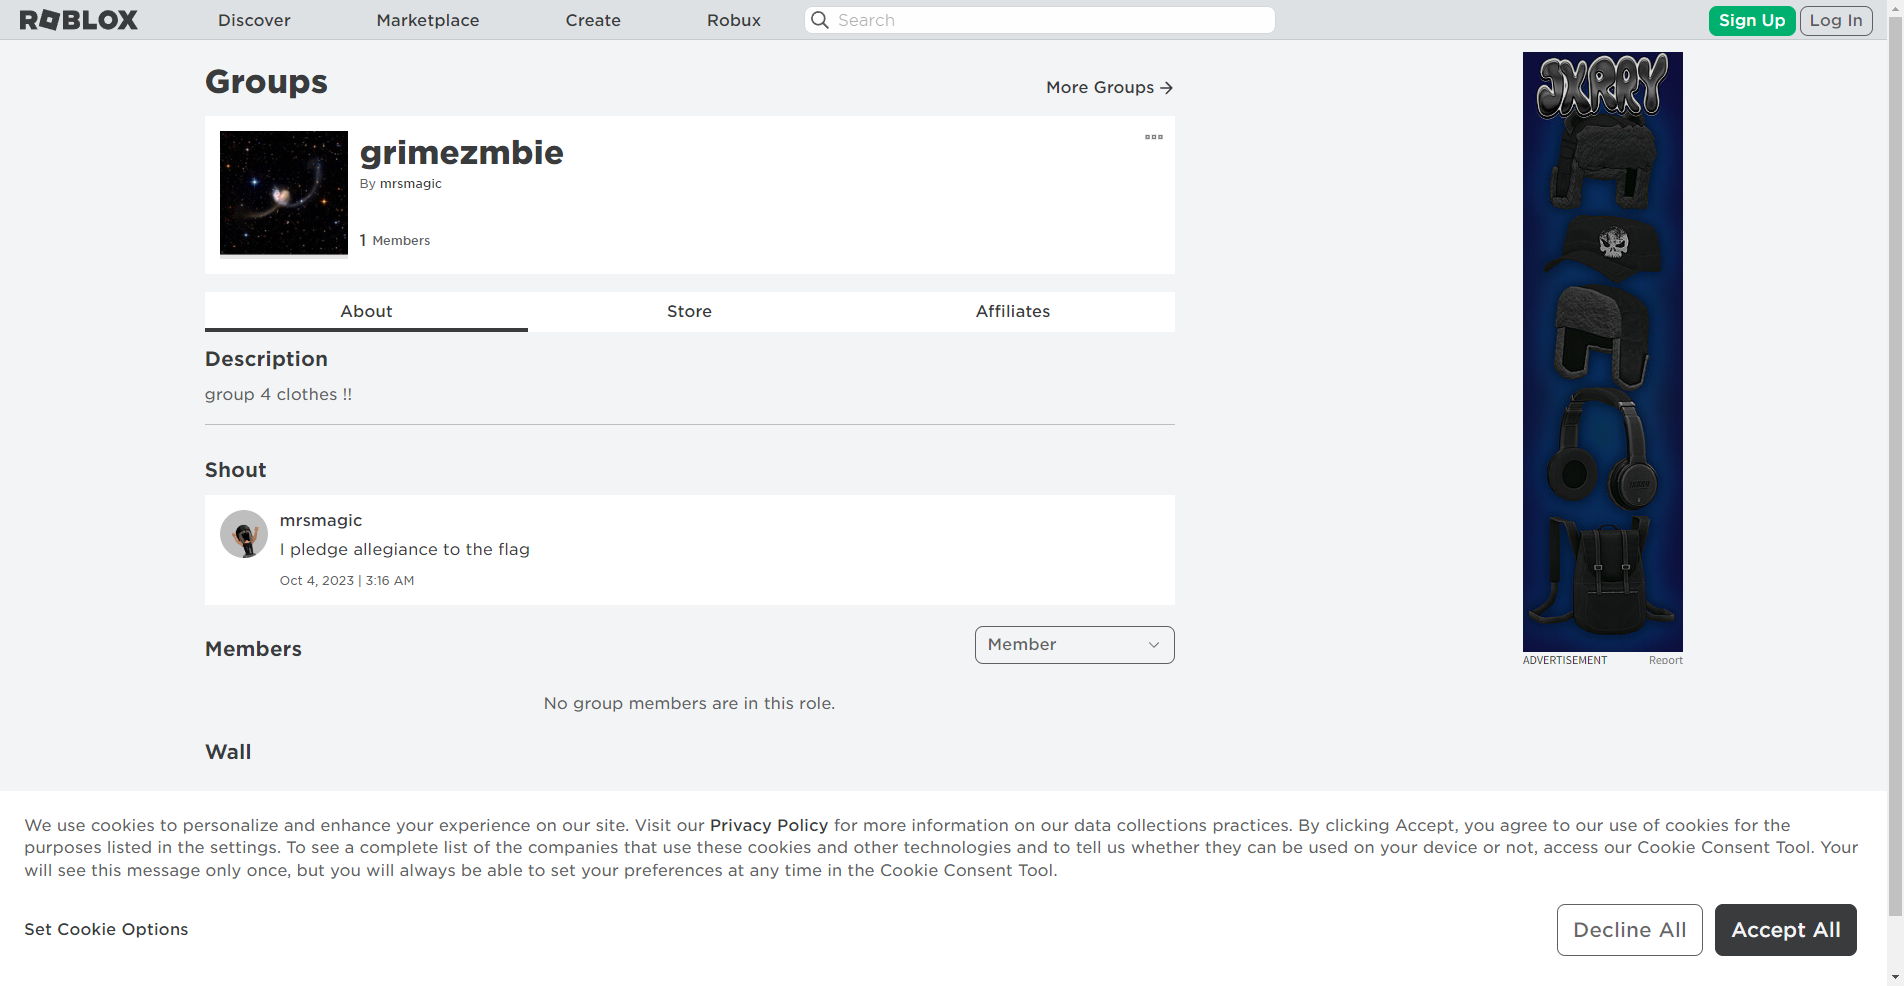 ROBLOX
Discover
Marketplace
Create
Robux
Search
Sign Up
Log In
Groups
More Groups →
grimezmbie
By mrsmagic
1 Members
About
Store
Affiliates
Description
group 4 clothes !!
Shout
mrsmagic
I pledge allegiance to the flag
Oct 4, 2023 | 3:16 AM
Members
Member
No group members are in this role.
Wall
JXRRY
ADVERTISEMENT
Report
We use cookies to personalize and enhance your experience on our site. Visit our Privacy Policy for more information on our data collections practices. By clicking Accept, you agree to our use of cookies for the
purposes listed in the settings. To see a complete list of the companies that use these cookies and other technologies and to tell us whether they can be used on your device or not, access our Cookie Consent Tool. Your
will see this message only once, but you will always be able to set your preferences at any time in the Cookie Consent Tool.
Set Cookie Options
Decline All
Accept All